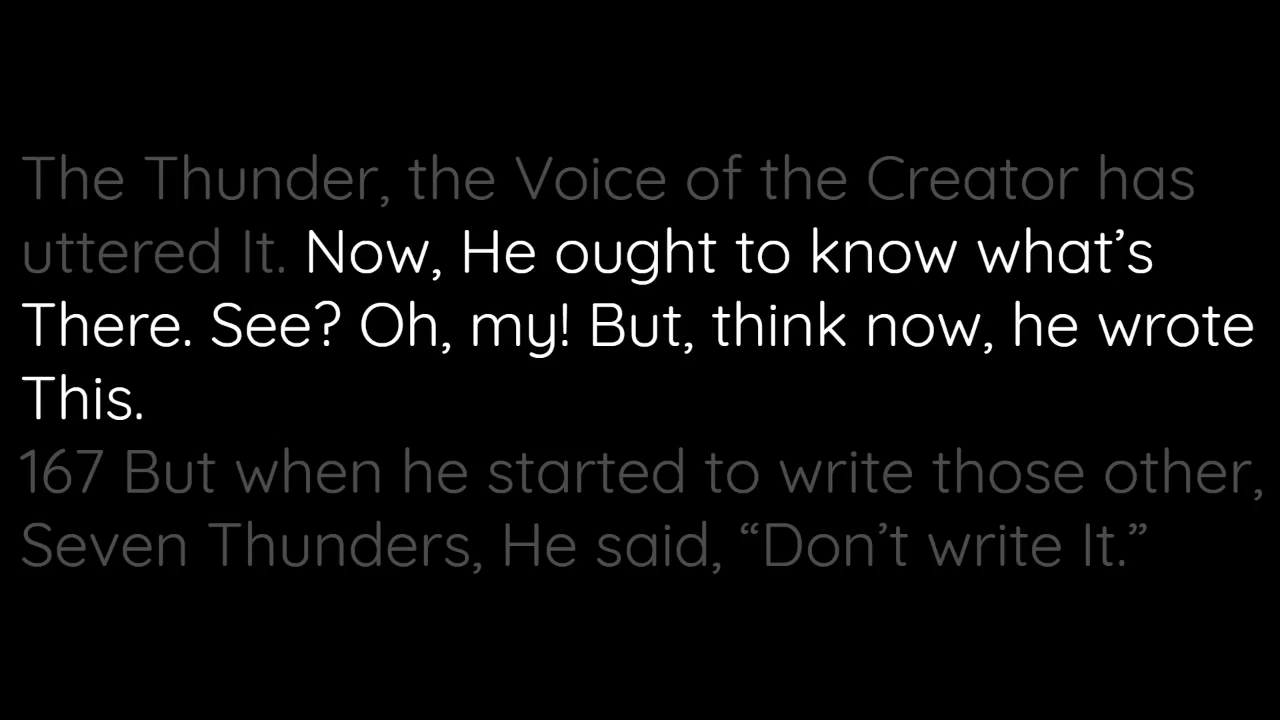 The Thunder, the Voice of the Creator has
uttered It. Now, He ought to know what’s
There. See? Oh, my! But, think now, he wrote
This.
167 But when he started to write those other,
Seven Thunders, He said, “Don’t write It.”